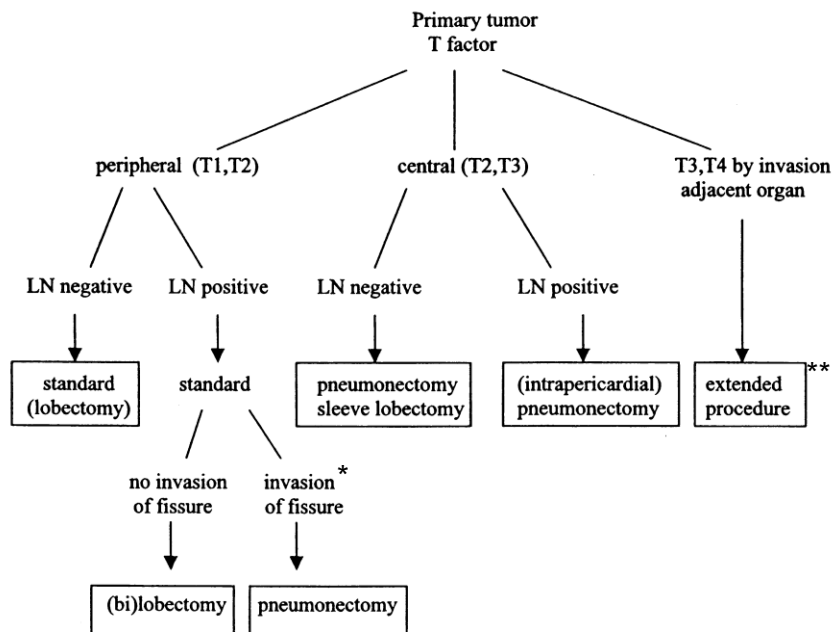 Primary tumor
T factor
peripheral (T1,T2)
central (T2,T3)
T3,T4 by invasion
adjacent organ
LN negative
LN positive
LN negative
LN positive
standard
(lobectomy)
standard
pneumonectomy
sleeve lobectomy
(intrapericardial)
pneumonectomy
extended **
procedure
no invasion
of fissure
invasion *
of fissure
(bi)lobectomy
pneumonectomy